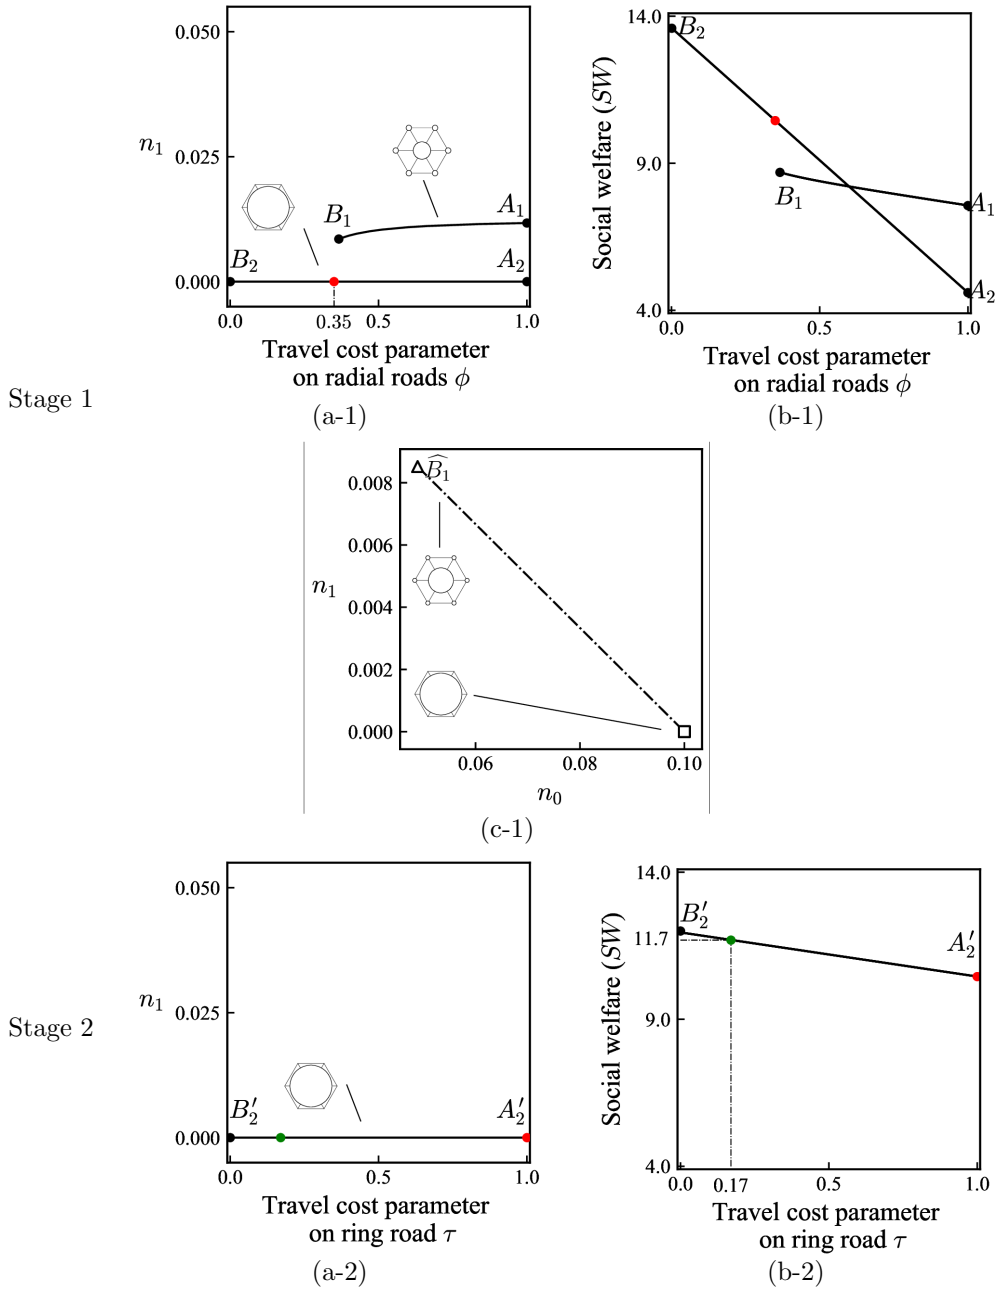 0.050
n₁
0.025
0.000
B₁
A₁
B₂
A₂
0.0
0.35
0.5
1.0
Travel cost parameter
on radial roads ϕ
(a-1)
14.0
B₂
Social welfare (SW)
9.0
B₁
A₁
A₂
4.0
0.0
0.5
1.0
Travel cost parameter
on radial roads ϕ
(b-1)
Stage 1
0.008
B̂₁
0.006
n₁
0.004
0.002
0.000
0.06
0.08
0.10
n₀
(c-1)
Stage 2
0.050
n₁
0.025
B₂′
A₂′
0.000
0.0
0.5
1.0
Travel cost parameter
on ring road τ
(a-2)
14.0
B₂′
11.7
A₂′
Social welfare (SW)
9.0
4.0
0.0
0.17
0.5
1.0
Travel cost parameter
on ring road τ
(b-2)